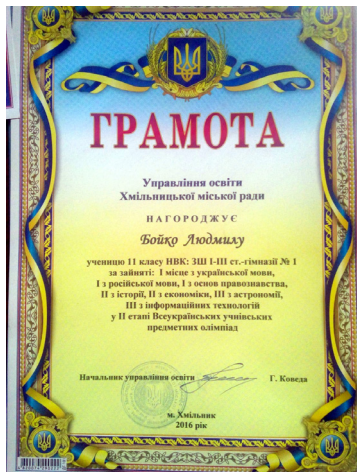 ГРАМОТА
Управління освіти
Хмільницької міської ради
НАГОРОДЖУЄ
Бойко Людмилу
ученицю 11 класу НВК: ЗШ І-ІІІ ст.-гімназії № 1
за зайняті: І місце з української мови,
І з російської мови, І з основ правознавства,
ІІ з історії, ІІ з економіки, ІІІ з астрономії,
ІІІ з інформаційних технологій
у ІІ етапі Всеукраїнських учнівських
предметних олімпіад
Начальник управління освіти Г. Коведа
м. Хмільник
2016 рік